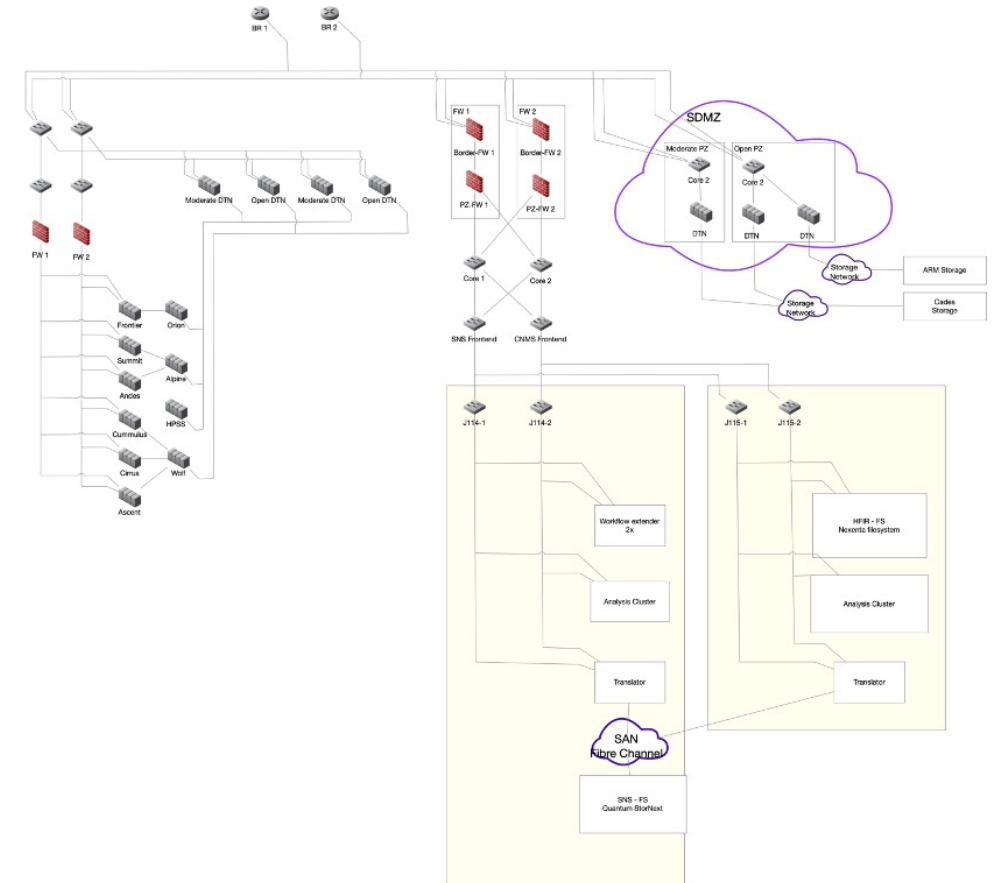 BR 1
BR 2
FW 1
FW 2
Border-FW 1
Border-FW 2
PZ-FW 1
PZ-FW 2
SDMZ
Moderate PZ
Open PZ
Core 2
Core 2
DTN
DTN
DTN
Moderate DTN
Open DTN
Moderate DTN
Open DTN
FW 1
FW 2
Storage
Network
ARM Storage
Storage
Network
Cades
Storage
Core 1
Core 2
Frontier
Orion
Summit
Alpine
Andes
HPSS
Cummulus
Cirrus
Wolf
Ascent
SNS Frontend
CNMS Frontend
J114-1
J114-2
J115-1
J115-2
Workflow extender
2x
HFIR - FS
Nexenta filesystem
Analysis Cluster
Analysis Cluster
Translator
Translator
SAN
Fibre Channel
SNS - FS
Quantum StorNext